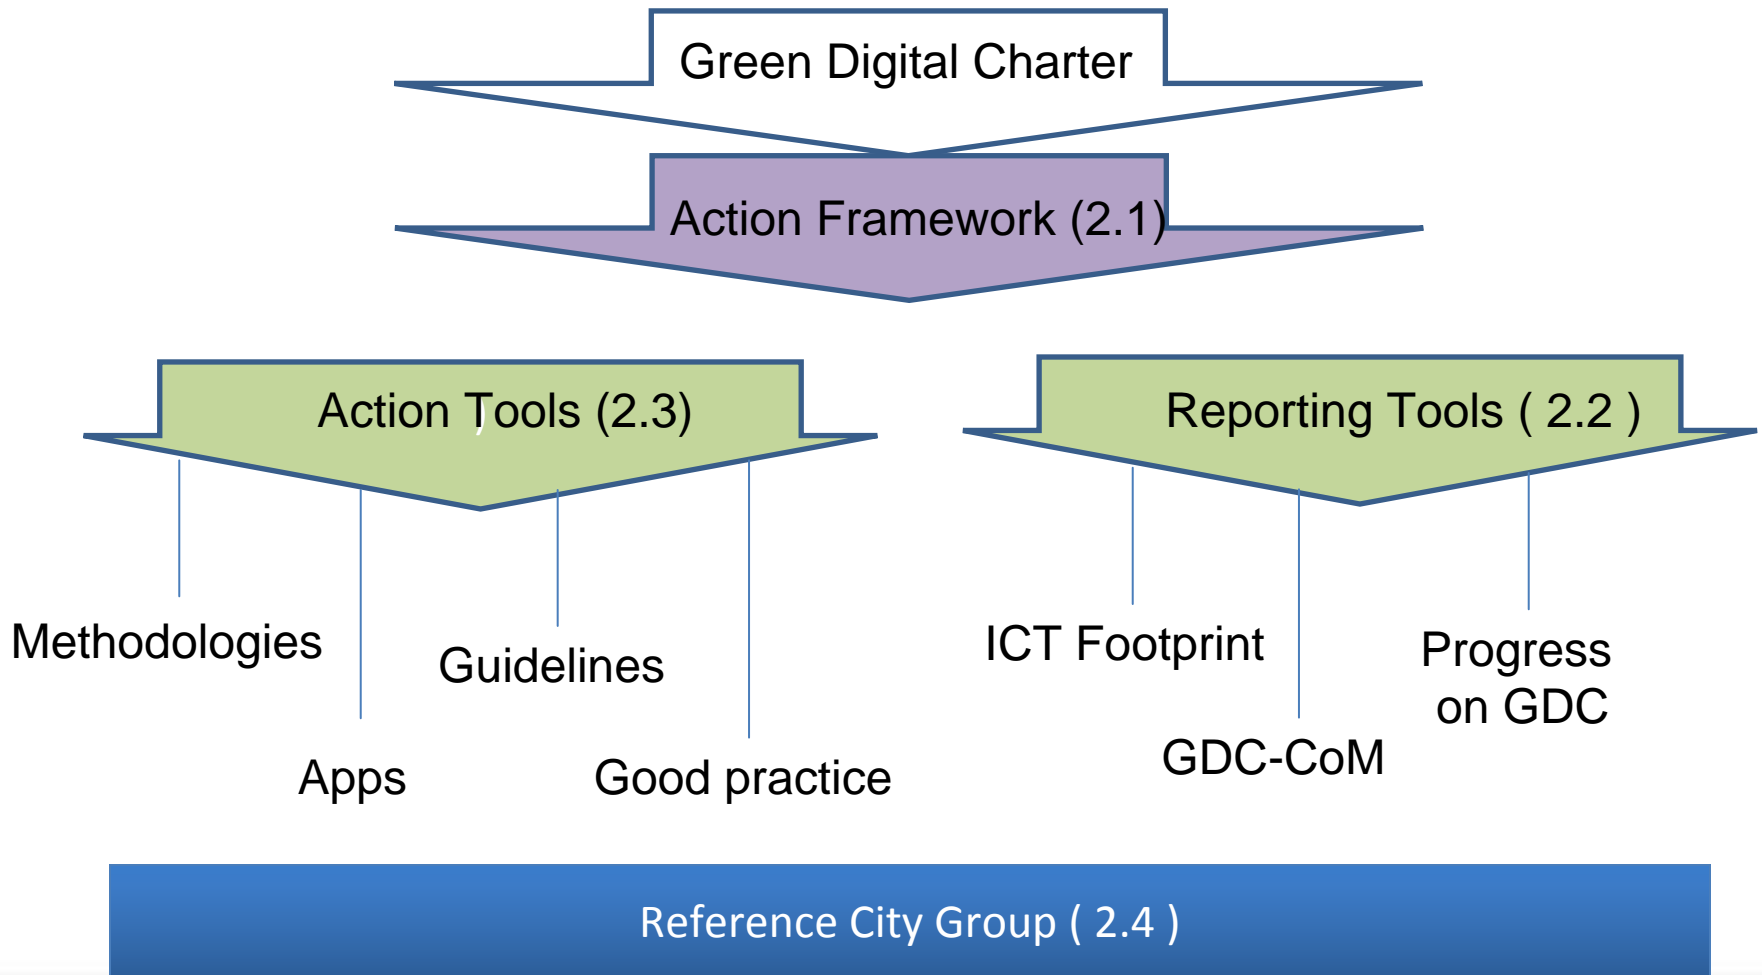 Green Digital Charter
Action Framework (2.1)
Action Tools (2.3)
)
Reporting Tools ( 2.2 )
Methodologies
Apps
Guidelines
Good practice
ICT Footprint
GDC-CoM
Progress
on GDC
Reference City Group ( 2.4 )